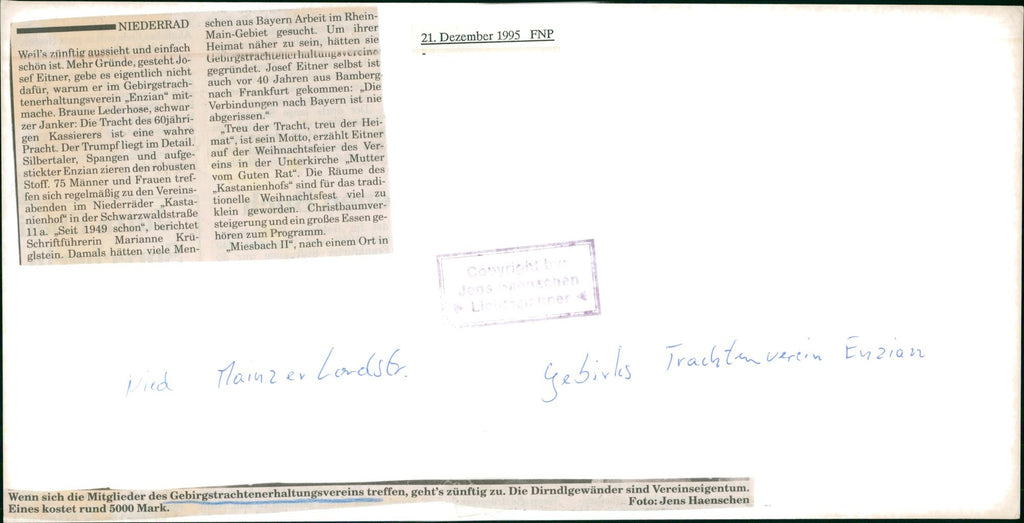 NIEDERRAD
Weil's zünftig aussieht und einfach
schön ist. Mehr Gründe, gesteht Jo-
sef Eitner, gebe es eigentlich nicht
dafür, warum er im Gebirgstrach-
tenerhaltungsverein „Enzian" mit-
mache. Braune Lederhose, schwar-
zer Janker: Die Tracht des 60jähri-
gen Kassierers ist eine wahre
Pracht. Der Trumpf liegt im Detail.
Silbertaler, Spangen und aufge-
stickter Enzian zieren den robusten
Stoff. 75 Männer und Frauen tref-
fen sich regelmäßig zu den Vereins-
abenden im Niederräder „Kasta-
nienhof" in der Schwarzwaldstraße
11a. „Seit 1949 schon", berichtet
Schriftführerin Marianne Krü-
glstein. Damals hätten viele Men-
schen aus Bayern Arbeit im Rhein-
Main-Gebiet gesucht. Um ihrer
Heimat näher zu sein, hätten sie
Gebirgstrachtenerhaltungsvereine
gegründet. Josef Eitner selbst ist
auch vor 40 Jahren aus Bamberg
nach Frankfurt gekommen: „Die
Verbindungen nach Bayern ist nie
abgerissen."
„Treu der Tracht, treu der Hei-
mat", ist sein Motto, erzählt Eitner
auf der Weihnachtsfeier des Ver-
eins in der Unterkirche „Mutter
vom Guten Rat". Die Räume des
„Kastanienhofs" sind für das tradi-
tionelle Weihnachtsfest viel zu
klein geworden. Christbaumver-
steigerung und ein großes Essen ge-
hören zum Programm.
„Miesbach II", nach einem Ort in
21. Dezember 1995 FNP
Copyright by:
Jens Haenschen
Nied Mainzer Landstr.
Gebirks Trachtenverein Enzian
Wenn sich die Mitglieder des Gebirgstrachtenerhaltungsvereins treffen, geht's zünftig zu. Die Dirndlgewänder sind Vereinseigentum.
Eines kostet rund 5000 Mark.
Foto: Jens Haenschen